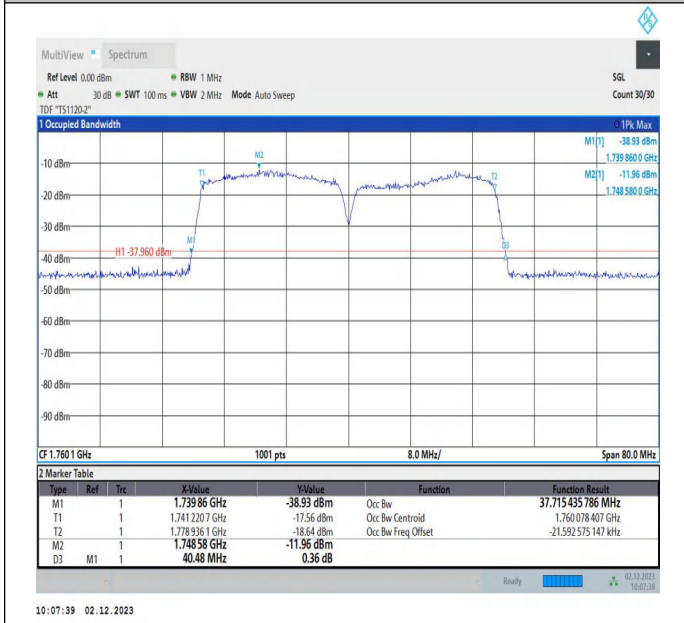 R S
MultiView Spectrum
Ref Level 0.00 dBm RBW 1 MHz SGL
Att 30 dB SWT 100 ms VBW 2 MHz Mode Auto Sweep Count 30/30
TDF "TS1120-2"
1 Occupied Bandwidth 1Pk Max
M1[1] -38.93 dBm
1.739 860 0 GHz
M2[1] -11.96 dBm
1.748 580 0 GHz
M2
-10 dBm
T1
T2
-20 dBm
-30 dBm
M1
D3
H1 -37.960 dBm
-40 dBm
-50 dBm
-60 dBm
-70 dBm
-80 dBm
-90 dBm
CF 1.760 1 GHz 1001 pts 8.0 MHz/ Span 80.0 MHz
2 Marker Table
Type Ref Trc X-Value Y-Value Function Function Result
M1 1 1.739 86 GHz -38.93 dBm Occ Bw 37.715 435 786 MHz
T1 1 1.741 220 7 GHz -17.56 dBm Occ Bw Centroid 1.760 078 407 GHz
T2 1 1.778 936 1 GHz -18.64 dBm Occ Bw Freq Offset -21.592 575 147 kHz
M2 1 1.748 58 GHz -11.96 dBm
D3 M1 1 40.48 MHz 0.36 dB
Ready 02.12.2023
10:07:38
10:07:39 02.12.2023